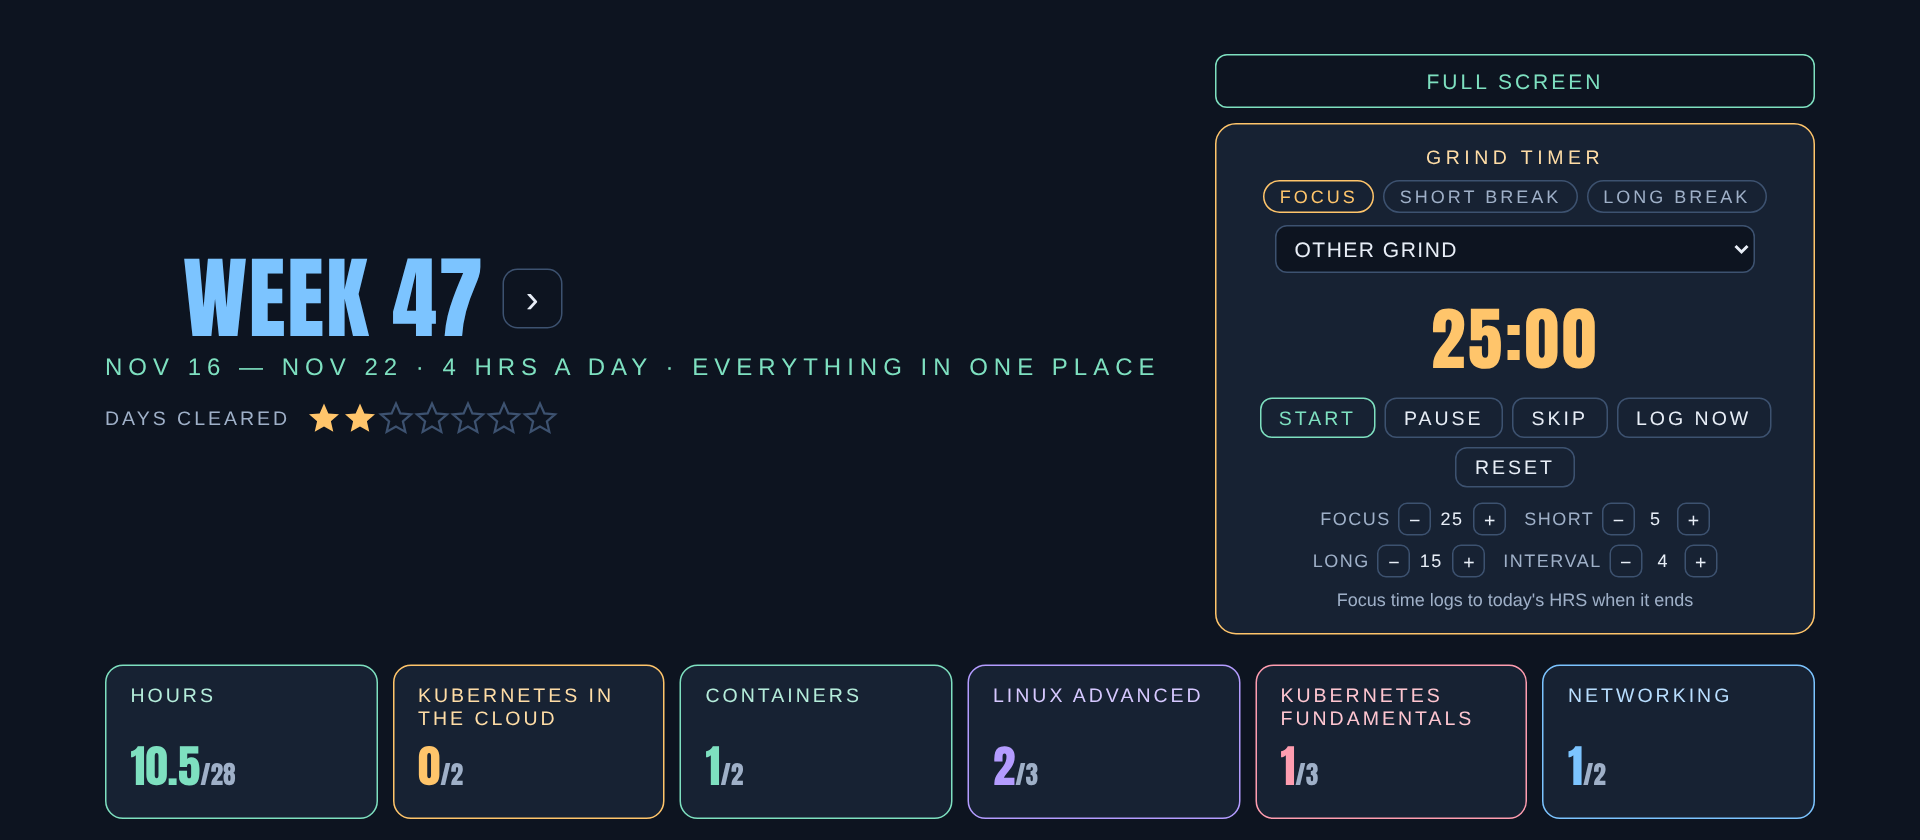 FULL SCREEN
GRIND TIMER
FOCUS SHORT BREAK LONG BREAK
OTHER GRIND
25:00
START PAUSE SKIP LOG NOW
RESET
FOCUS − 25 + SHORT − 5 +
LONG − 15 + INTERVAL − 4 +
Focus time logs to today's HRS when it ends
WEEK 47 ›
NOV 16 — NOV 22 · 4 HRS A DAY · EVERYTHING IN ONE PLACE
DAYS CLEARED
HOURS
10.5/28
KUBERNETES IN
THE CLOUD
0/2
CONTAINERS
1/2
LINUX ADVANCED
2/3
KUBERNETES
FUNDAMENTALS
1/3
NETWORKING
1/2